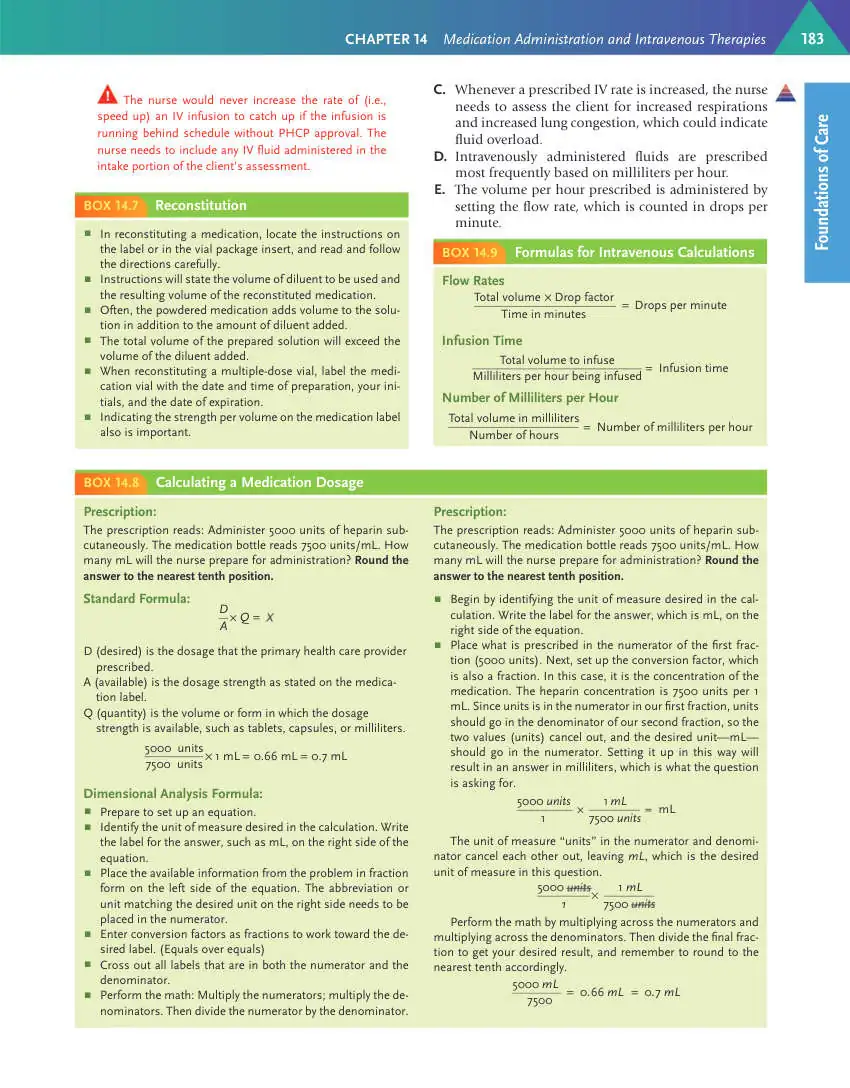 CHAPTER 14 Medication Administration and Intravenous Therapies 183
The nurse would never increase the rate of (i.e.,
speed up) an IV infusion to catch up if the infusion is
running behind schedule without PHCP approval. The
nurse needs to include any IV fluid administered in the
intake portion of the client's assessment.
BOX 14.7 Reconstitution
■ In reconstituting a medication, locate the instructions on
the label or in the vial package insert, and read and follow
the directions carefully.
■ Instructions will state the volume of diluent to be used and
the resulting volume of the reconstituted medication.
■ Often, the powdered medication adds volume to the solu-
tion in addition to the amount of diluent added.
■ The total volume of the prepared solution will exceed the
volume of the diluent added.
■ When reconstituting a multiple-dose vial, label the medi-
cation vial with the date and time of preparation, your ini-
tials, and the date of expiration.
■ Indicating the strength per volume on the medication label
also is important.
C. Whenever a prescribed IV rate is increased, the nurse
needs to assess the client for increased respirations
and increased lung congestion, which could indicate
fluid overload.
D. Intravenously administered fluids are prescribed
most frequently based on milliliters per hour.
E. The volume per hour prescribed is administered by
setting the flow rate, which is counted in drops per
minute.
BOX 14.9 Formulas for Intravenous Calculations
Flow Rates
Total volume × Drop factor
Time in minutes
= Drops per minute
Infusion Time
Total volume to infuse
Milliliters per hour being infused
= Infusion time
Number of Milliliters per Hour
Total volume in milliliters
Number of hours
= Number of milliliters per hour
Foundations of Care
BOX 14.8 Calculating a Medication Dosage
Prescription:
The prescription reads: Administer 5000 units of heparin sub-
cutaneously. The medication bottle reads 7500 units/mL. How
many mL will the nurse prepare for administration? Round the
answer to the nearest tenth position.
Standard Formula:
D
A
× Q = X
D (desired) is the dosage that the primary health care provider
prescribed.
A (available) is the dosage strength as stated on the medica-
tion label.
Q (quantity) is the volume or form in which the dosage
strength is available, such as tablets, capsules, or milliliters.
5000 units
7500 units
× 1 mL = 0.66 mL = 0.7 mL
Dimensional Analysis Formula:
■ Prepare to set up an equation.
■ Identify the unit of measure desired in the calculation. Write
the label for the answer, such as mL, on the right side of the
equation.
■ Place the available information from the problem in fraction
form on the left side of the equation. The abbreviation or
unit matching the desired unit on the right side needs to be
placed in the numerator.
■ Enter conversion factors as fractions to work toward the de-
sired label. (Equals over equals)
■ Cross out all labels that are in both the numerator and the
denominator.
■ Perform the math: Multiply the numerators; multiply the de-
nominators. Then divide the numerator by the denominator.
Prescription:
The prescription reads: Administer 5000 units of heparin sub-
cutaneously. The medication bottle reads 7500 units/mL. How
many mL will the nurse prepare for administration? Round the
answer to the nearest tenth position.
■ Begin by identifying the unit of measure desired in the cal-
culation. Write the label for the answer, which is mL, on the
right side of the equation.
■ Place what is prescribed in the numerator of the first frac-
tion (5000 units). Next, set up the conversion factor, which
is also a fraction. In this case, it is the concentration of the
medication. The heparin concentration is 7500 units per 1
mL. Since units is in the numerator in our first fraction, units
should go in the denominator of our second fraction, so the
two values (units) cancel out, and the desired unit—mL—
should go in the numerator. Setting it up in this way will
result in an answer in milliliters, which is what the question
is asking for.
5000 units × 1 mL = mL
1 7500 units
The unit of measure “units” in the numerator and denomi-
nator cancel each other out, leaving mL, which is the desired
unit of measure in this question.
5000 units × 1 mL
1 7500 units
Perform the math by multiplying across the numerators and
multiplying across the denominators. Then divide the final frac-
tion to get your desired result, and remember to round to the
nearest tenth accordingly.
5000 mL
7500
= 0.66 mL = 0.7 mL